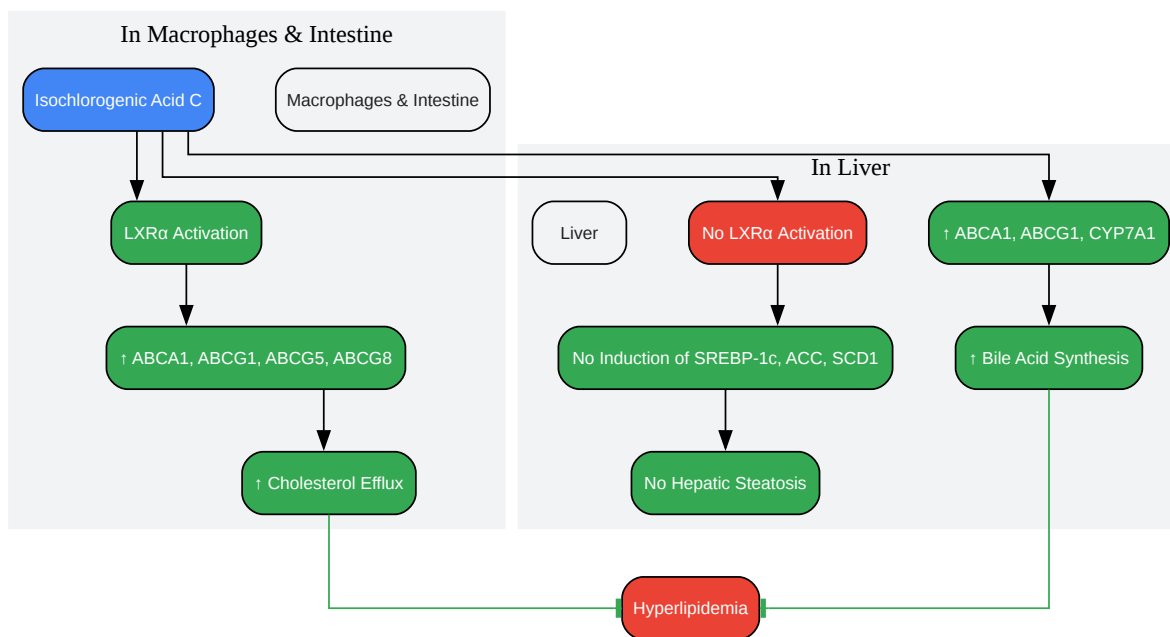 In Macrophages & Intestine
Isochlorogenic Acid C
Macrophages & Intestine
In Liver
LXRα Activation
Liver
No LXRα Activation
↑ ABCA1, ABCG1, CYP7A1
↑ ABCA1, ABCG1, ABCG5, ABCG8
No Induction of SREBP-1c, ACC, SCD1
↑ Bile Acid Synthesis
↑ Cholesterol Efflux
No Hepatic Steatosis
Hyperlipidemia